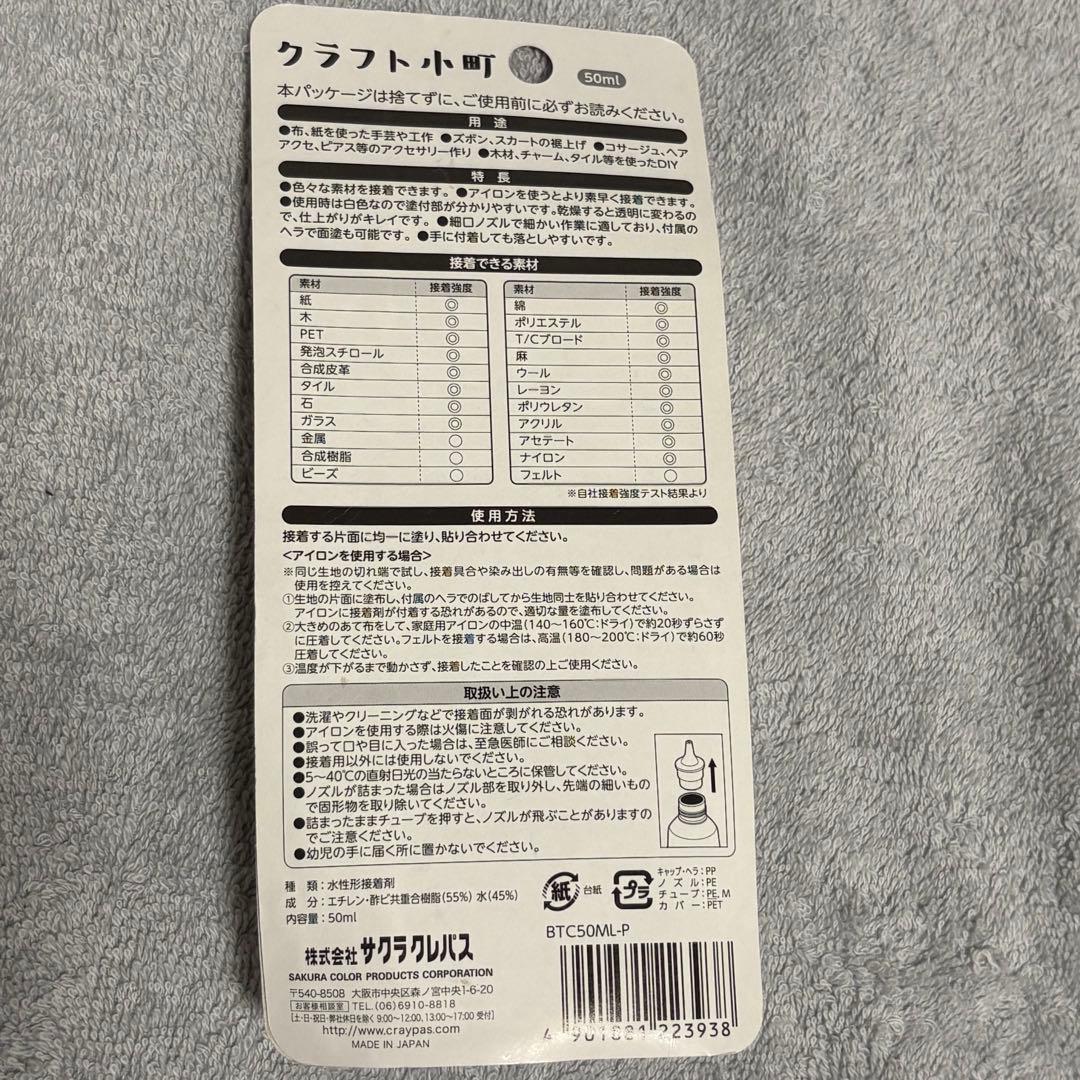 クラフト小町
50ml
本パッケージは捨てずに、ご使用前に必ずお読みください。
用 途
●布、紙を使った手芸や工作 ●ズボン、スカートの裾上げ ●コサージュ、ヘア
アクセ、ピアス等のアクセサリー作り ●木材、チャーム、タイル等を使ったDIY
特 長
●色々な素材を接着できます。 ●アイロンを使うとより素早く接着できます。
●使用時は白色なので塗付部が分かりやすいです。乾燥すると透明に変わるの
で、仕上がりがキレイです。 ●細口ノズルで細かい作業に適しており、付属の
ヘラで面塗も可能です。 ●手に付着しても落としやすいです。
接着できる素材
素材 接着強度
紙 ◎
木 ◎
PET ◎
発泡スチロール ◎
合成皮革 ◎
タイル ◎
石 ◎
ガラス ◎
金属 ○
合成樹脂 ○
ビーズ ○
素材 接着強度
綿 ◎
ポリエステル ◎
T/Cブロード ◎
麻 ◎
ウール ◎
レーヨン ◎
ポリウレタン ◎
アクリル ◎
アセテート ◎
ナイロン ◎
フェルト ○
※自社接着強度テスト結果より
使用方法
接着する片面に均一に塗り、貼り合わせてください。
<アイロンを使用する場合>
※同じ生地の切れ端で試し、接着具合や染み出しの有無等を確認し、問題がある場合は
使用を控えてください。
①生地の片面に塗布し、付属のヘラでのばしてから生地同士を貼り合わせてください。
アイロンに接着剤が付着する恐れがあるので、適切な量を塗布してください。
②大きめのあて布をして、家庭用アイロンの中温(140~160℃:ドライ)で約20秒ずらさず
に圧着してください。フェルトを接着する場合は、高温(180~200℃:ドライ)で約60秒
圧着してください。
③温度が下がるまで動かさず、接着したことを確認の上ご使用ください。
取扱い上の注意
●洗濯やクリーニングなどで接着面が剥がれる恐れがあります。
●アイロンを使用する際は火傷に注意してください。
●誤って口や目に入った場合は、至急医師にご相談ください。
●接着用以外には使用しないでください。
●5~40℃の直射日光の当たらないところに保管してください。
●ノズルが詰まった場合はノズル部を取り外し、先端の細いもの
で固形物を取り除いてください。
●詰まったままチューブを押すと、ノズルが飛ぶことがありますの
でご注意ください。
●幼児の手に届く所に置かないでください。
種 類:水性形接着剤
成 分:エチレン・酢ビ共重合樹脂(55%) 水(45%)
内容量:50ml
紙 台紙
プラ
キャップ・ヘラ:PP
ノズル:PE
チューブ:PE, M
カバー:PET
BTC50ML-P
株式会社 サクラクレパス
SAKURA COLOR PRODUCTS CORPORATION
〒540-8508 大阪市中央区森ノ宮中央1-6-20
お客様相談室 TEL.(06)6910-8818
[土・日・祝日・弊社休日を除く 9:00~12:00、13:00~17:00 受付]
http://www.craypas.com
MADE IN JAPAN
4 901881 223938